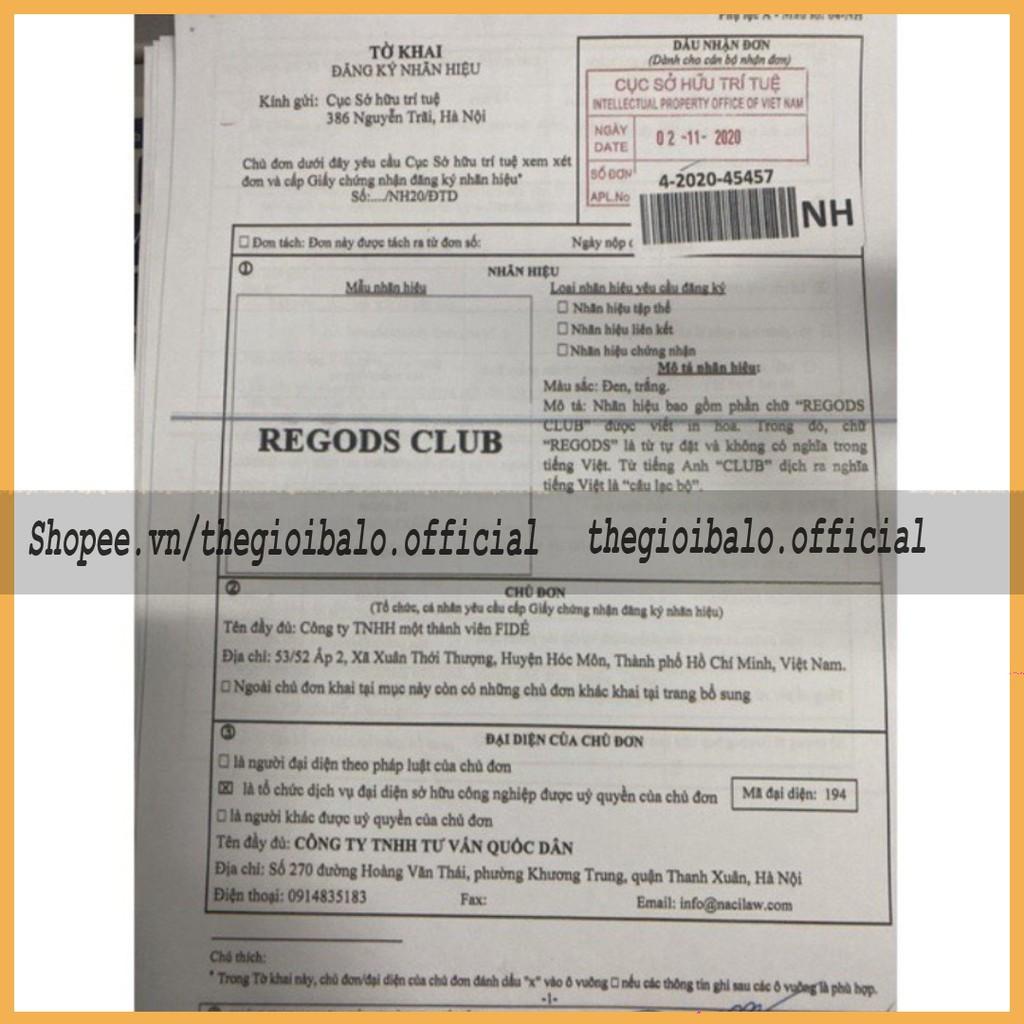 TỜ KHAI
ĐĂNG KÝ NHÃN HIỆU
Kính gửi: Cục Sở hữu trí tuệ
386 Nguyễn Trãi, Hà Nội
Chủ đơn dưới đây yêu cầu Cục Sở hữu trí tuệ xem xét
đơn và cấp Giấy chứng nhận đăng ký nhãn hiệu*
Số:..../NH20/ĐTD
DẤU NHẬN ĐƠN
(Dành cho cán bộ nhận đơn)
CỤC SỞ HỮU TRÍ TUỆ
INTELLECTUAL PROPERTY OFFICE OF VIET NAM
NGÀY
DATE
02 -11- 2020
SỐ ĐƠN
APL.No
4-2020-45457
NH
☐ Đơn tách: Đơn này được tách ra từ đơn số:
Ngày nộp
① NHÃN HIỆU
Mẫu nhãn hiệu
REGODS CLUB
Loại nhãn hiệu yêu cầu đăng ký
☐ Nhãn hiệu tập thể
☐ Nhãn hiệu liên kết
☐ Nhãn hiệu chứng nhận
Mô tả nhãn hiệu:
Màu sắc: Đen, trắng.
Mô tả: Nhãn hiệu bao gồm phần chữ "REGODS
CLUB" được viết in hoa. Trong đó, chữ
"REGODS" là từ tự đặt và không có nghĩa trong
tiếng Việt. Từ tiếng Anh "CLUB" dịch ra nghĩa
tiếng Việt là "câu lạc bộ".
Shopee.vn/thegioibalo.official thegioibalo.official
② CHỦ ĐƠN
(Tổ chức, cá nhân yêu cầu cấp Giấy chứng nhận đăng ký nhãn hiệu)
Tên đầy đủ: Công ty TNHH một thành viên FIDÉ
Địa chỉ: 53/52 Ấp 2, Xã Xuân Thới Thượng, Huyện Hóc Môn, Thành phố Hồ Chí Minh, Việt Nam.
☐ Ngoài chủ đơn khai tại mục này còn có những chủ đơn khác khai tại trang bổ sung
③ ĐẠI DIỆN CỦA CHỦ ĐƠN
☐ là người đại diện theo pháp luật của chủ đơn
☒ là tổ chức dịch vụ đại diện sở hữu công nghiệp được uỷ quyền của chủ đơn
Mã đại diện: 194
☐ là người khác được uỷ quyền của chủ đơn
Tên đầy đủ: CÔNG TY TNHH TƯ VẤN QUỐC DÂN
Địa chỉ: Số 270 đường Hoàng Văn Thái, phường Khương Trung, quận Thanh Xuân, Hà Nội
Điện thoại: 0914835183 Fax: Email: info@nacilaw.com
Chú thích:
* Trong Tờ khai này, chủ đơn/đại diện của chủ đơn đánh dấu "x" vào ô vuông ☐ nếu các thông tin ghi sau các ô vuông là phù hợp.
-1-